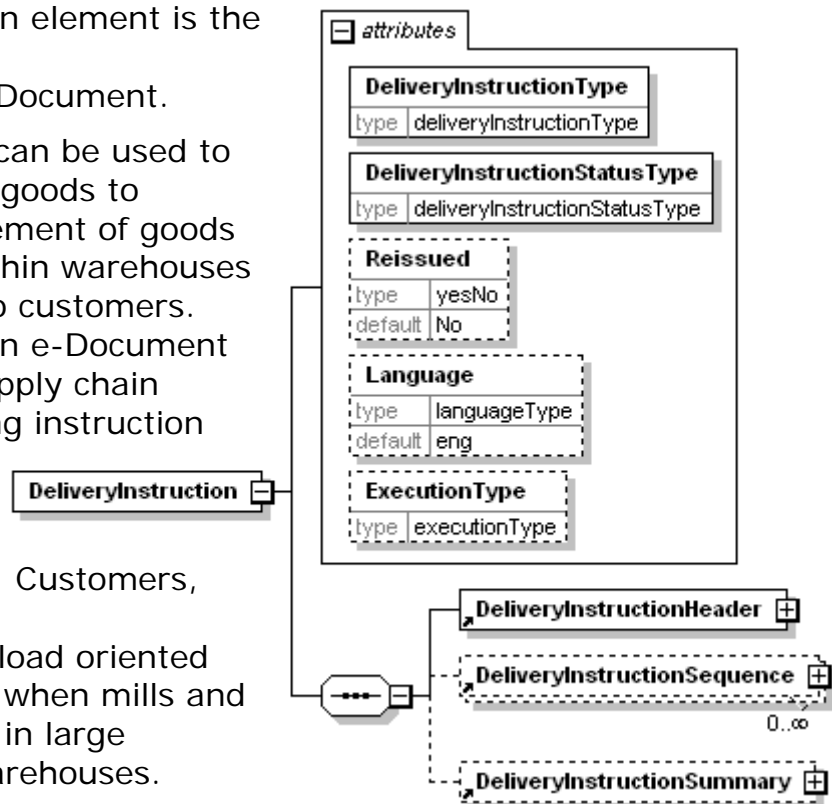 n element is the
Document.
can be used to
goods to
ement of goods
thin warehouses
o customers.
n e-Document
pply chain
ng instruction
Customers,
load oriented
when mills and
in large
arehouses.
attributes
DeliveryInstructionType
type deliveryInstructionType
DeliveryInstructionStatusType
type deliveryInstructionStatusType
Reissued
type yesNo
default No
Language
type languageType
default eng
ExecutionType
type executionType
DeliveryInstruction
DeliveryInstructionHeader
DeliveryInstructionSequence
0..∞
DeliveryInstructionSummary